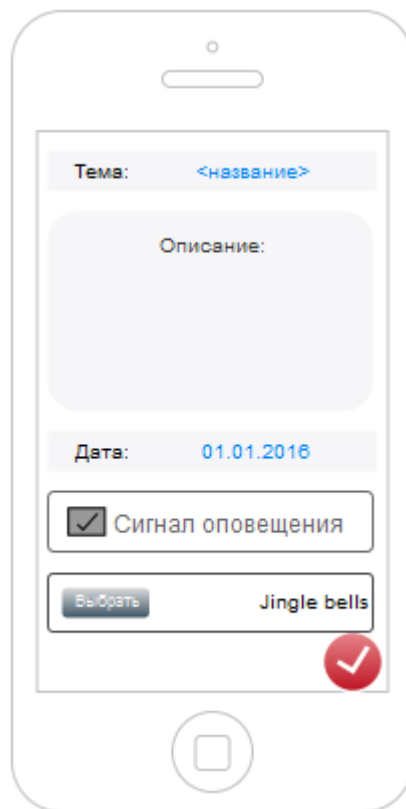 Тема: <название>
Описание:
Дата: 01.01.2016
Сигнал оповещения
Выбрать Jingle bells